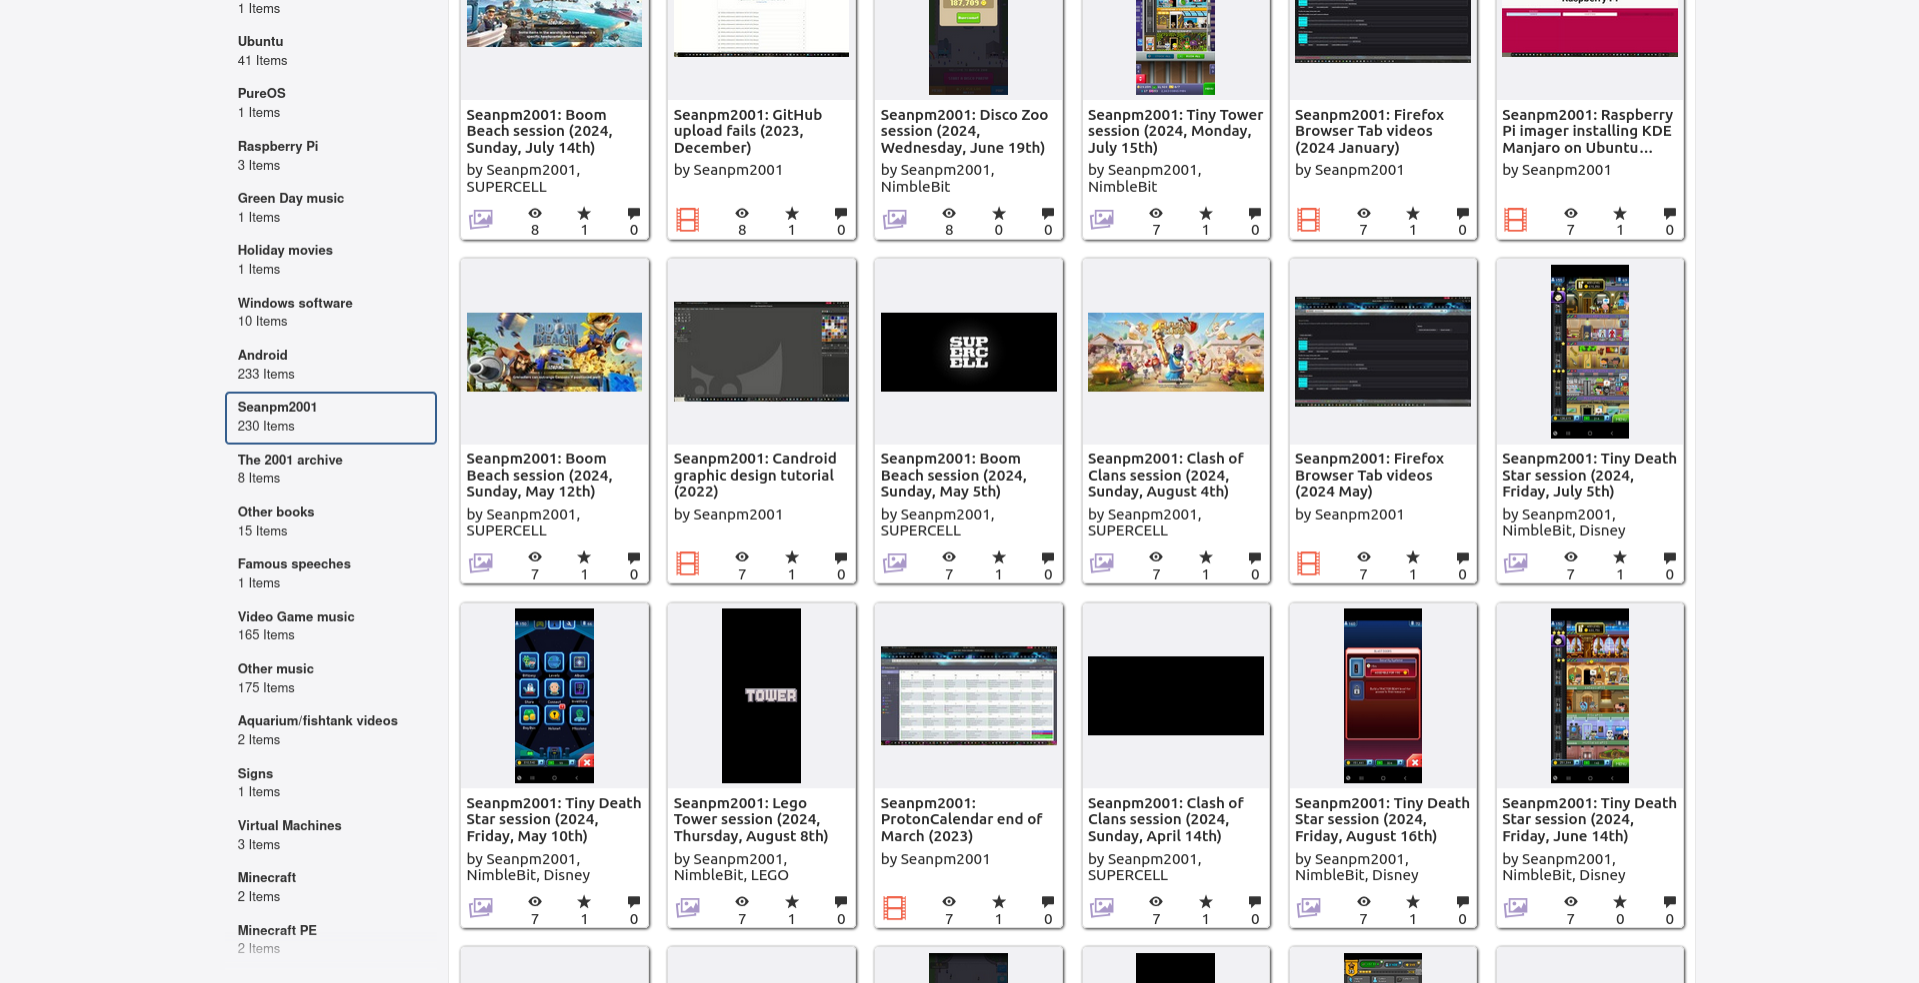 1 Items
Ubuntu
41 Items
PureOS
1 Items
Raspberry Pi
3 Items
Green Day music
1 Items
Holiday movies
1 Items
Windows software
10 Items
Android
233 Items
Seanpm2001
230 Items
The 2001 archive
8 Items
Other books
15 Items
Famous speeches
1 Items
Video Game music
165 Items
Other music
175 Items
Aquarium/fishtank videos
2 Items
Signs
1 Items
Virtual Machines
3 Items
Minecraft
2 Items
Minecraft PE
2 Items
Seanpm2001: Boom
Beach session (2024,
Sunday, July 14th)
by Seanpm2001,
SUPERCELL
8 1 0
Seanpm2001: GitHub
upload fails (2023,
December)
by Seanpm2001
8 1 0
187,709
Seanpm2001: Disco Zoo
session (2024,
Wednesday, June 19th)
by Seanpm2001,
NimbleBit
8 0 0
Seanpm2001: Tiny Tower
session (2024, Monday,
July 15th)
by Seanpm2001,
NimbleBit
7 1 0
Seanpm2001: Firefox
Browser Tab videos
(2024 January)
by Seanpm2001
7 1 0
Seanpm2001: Raspberry
Pi imager installing KDE
Manjaro on Ubuntu...
by Seanpm2001
7 1 0
BOOM
BEACH
Seanpm2001: Boom
Beach session (2024,
Sunday, May 12th)
by Seanpm2001,
SUPERCELL
7 1 0
Seanpm2001: Candroid
graphic design tutorial
(2022)
by Seanpm2001
7 1 0
SUP
ERC
ELL
Seanpm2001: Boom
Beach session (2024,
Sunday, May 5th)
by Seanpm2001,
SUPERCELL
7 1 0
Seanpm2001: Clash of
Clans session (2024,
Sunday, August 4th)
by Seanpm2001,
SUPERCELL
7 1 0
Seanpm2001: Firefox
Browser Tab videos
(2024 May)
by Seanpm2001
7 1 0
Seanpm2001: Tiny Death
Star session (2024,
Friday, July 5th)
by Seanpm2001,
NimbleBit, Disney
7 1 0
Seanpm2001: Tiny Death
Star session (2024,
Friday, May 10th)
by Seanpm2001,
NimbleBit, Disney
7 1 0
TOWER
Seanpm2001: Lego
Tower session (2024,
Thursday, August 8th)
by Seanpm2001,
NimbleBit, LEGO
7 1 0
Seanpm2001:
ProtonCalendar end of
March (2023)
by Seanpm2001
7 1 0
Seanpm2001: Clash of
Clans session (2024,
Sunday, April 14th)
by Seanpm2001,
SUPERCELL
7 1 0
Seanpm2001: Tiny Death
Star session (2024,
Friday, August 16th)
by Seanpm2001,
NimbleBit, Disney
7 1 0
Seanpm2001: Tiny Death
Star session (2024,
Friday, June 14th)
by Seanpm2001,
NimbleBit, Disney
7 0 0